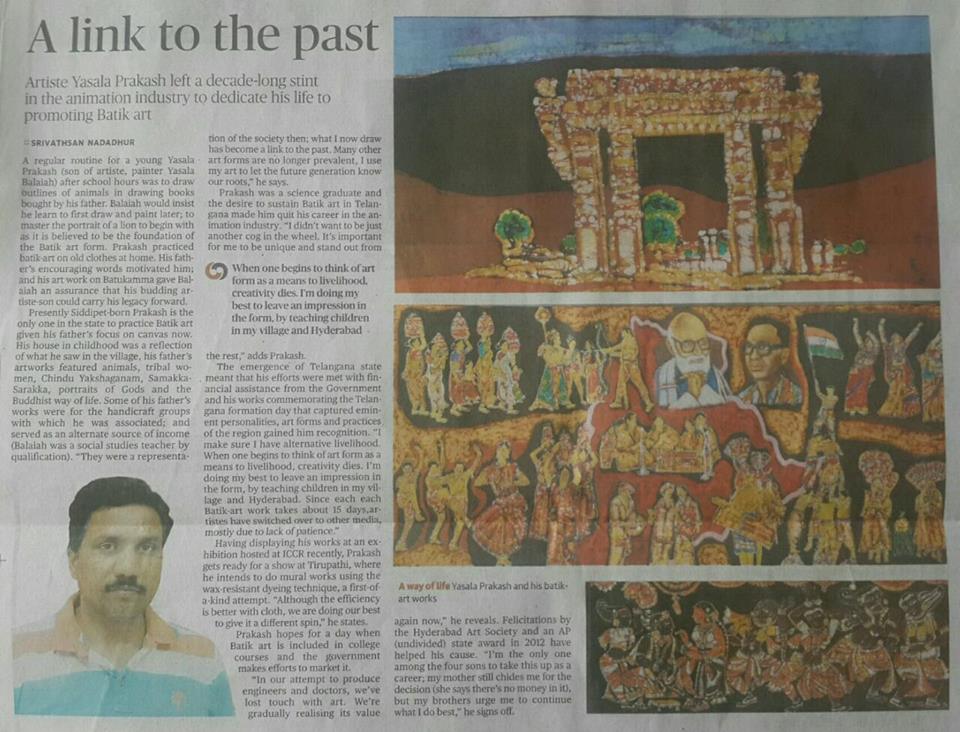 A link to the past
Artiste Yasala Prakash left a decade-long stint
in the animation industry to dedicate his life to
promoting Batik art
SRIVATHSAN NADADHUR
A regular routine for a young Yasala
Prakash (son of artiste, painter Yasala
Balaiah) after school hours was to draw
outlines of animals in drawing books
bought by his father. Balaiah would insist
he learn to first draw and paint later; to
master the portrait of a lion to begin with
as it is believed to be the foundation of
the Batik art form. Prakash practiced
batik-art on old clothes at home. His fath-
er's encouraging words motivated him;
and his art work on Batukamma gave Bal-
aiah an assurance that his budding ar-
tiste-son could carry his legacy forward.
Presently Siddipet-born Prakash is the
only one in the state to practice Batik art
given his father's focus on canvas now.
His house in childhood was a reflection
of what he saw in the village, his father's
artworks featured animals, tribal wo-
men, Chindu Yakshaganam, Samakka-
Sarakka, portraits of Gods and the
Buddhist way of life. Some of his father's
works were for the handicraft groups
with which he was associated; and
served as an alternate source of income
(Balaiah was a social studies teacher by
qualification). "They were a representa-
tion of the society then; what I now draw
has become a link to the past. Many other
art forms are no longer prevalent, I use
my art to let the future generation know
our roots," he says.
Prakash was a science graduate and
the desire to sustain Batik art in Telan-
gana made him quit his career in the an-
imation industry. "I didn't want to be just
another cog in the wheel. It's important
for me to be unique and stand out from
When one begins to think of art
form as a means to livelihood,
creativity dies. I'm doing my
best to leave an impression in
the form, by teaching children
in my village and Hyderabad
the rest," adds Prakash.
The emergence of Telangana state
meant that his efforts were met with fin-
ancial assistance from the Government
and his works commemorating the Telan-
gana formation day that captured emin-
ent personalities, art forms and practices
of the region gained him recognition. "I
make sure I have alternative livelihood.
When one begins to think of art form as a
means to livelihood, creativity dies. I'm
doing my best to leave an impression in
the form, by teaching children in my vil-
lage and Hyderabad. Since each each
Batik-art work takes about 15 days,ar-
tistes have switched over to other media,
mostly due to lack of patience."
Having displaying his works at an ex-
hibition hosted at ICCR recently, Prakash
gets ready for a show at Tirupathi, where
he intends to do mural works using the
wax-resistant dyeing technique, a first-of-
a-kind attempt. "Although the efficiency
is better with cloth, we are doing our best
to give it a different spin," he states.
Prakash hopes for a day when
Batik art is included in college
courses and the government
makes efforts to market it.
"In our attempt to produce
engineers and doctors, we've
lost touch with art. We're
gradually realising its value
A way of life Yasala Prakash and his batik-
art works
again now," he reveals. Felicitations by
the Hyderabad Art Society and an AP
(undivided) state award in 2012 have
helped his cause. "I'm the only one
among the four sons to take this up as a
career; my mother still chides me for the
decision (she says there's no money in it),
but my brothers urge me to continue
what I do best," he signs off.